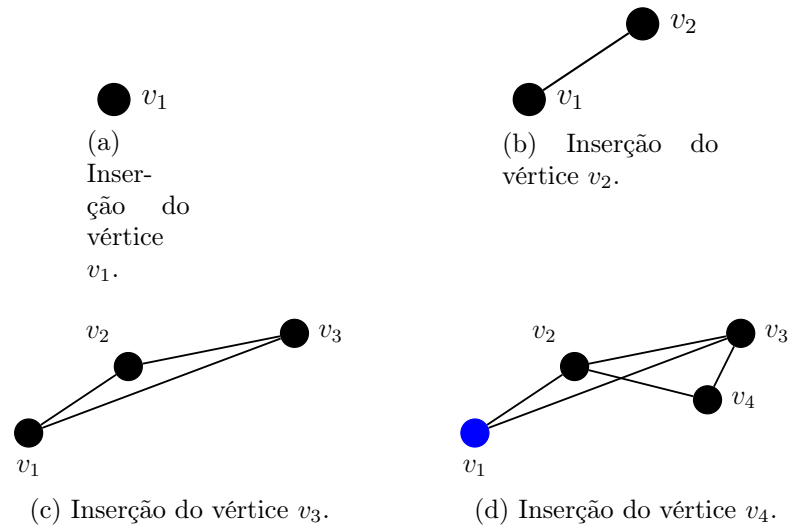 v₂
v₁
v₁
(a)
Inser-
ção do
vértice
v₁.
(b) Inserção do
vértice v₂.
v₂
v₃
v₁
(c) Inserção do vértice v₃.
v₂
v₃
v₄
v₁
(d) Inserção do vértice v₄.